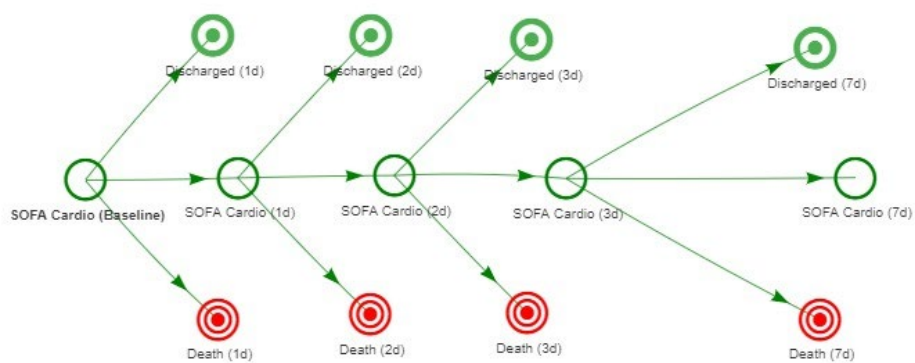 Discharged (1d)
Discharged (2d)
Discharged (3d)
Discharged (7d)
SOFA Cardio (Baseline)
SOFA Cardio (1d)
SOFA Cardio (2d)
SOFA Cardio (3d)
SOFA Cardio (7d)
Death (1d)
Death (2d)
Death (3d)
Death (7d)